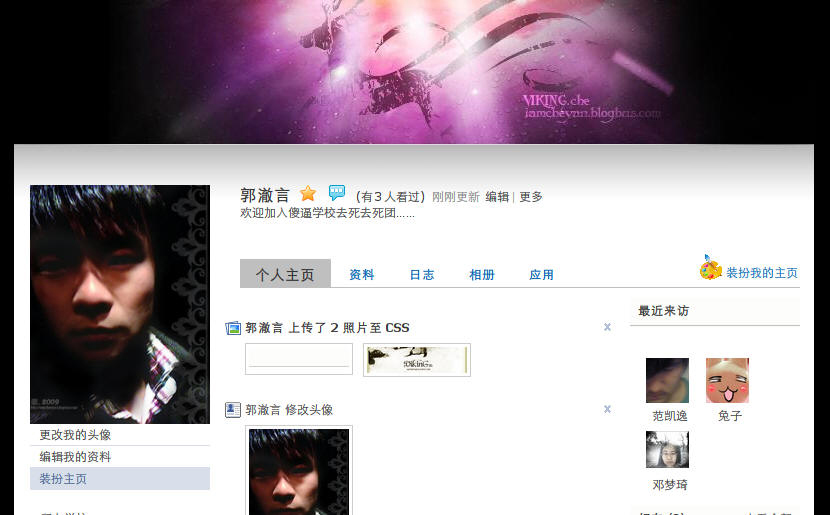 VIKING.che
iamcheyan.blogbus.com
郭澈言 (有3人看过) 刚刚更新 编辑 | 更多
欢迎加入傻逼学校去死去死团……
个人主页 资料 日志 相册 应用 装扮我的主页
最近来访
郭澈言 上传了 2 照片至 CSS x
范凯逸 兔子
郭澈言 修改头像 x
2009
更改我的头像
编辑我的资料
装扮主页
邓梦琦